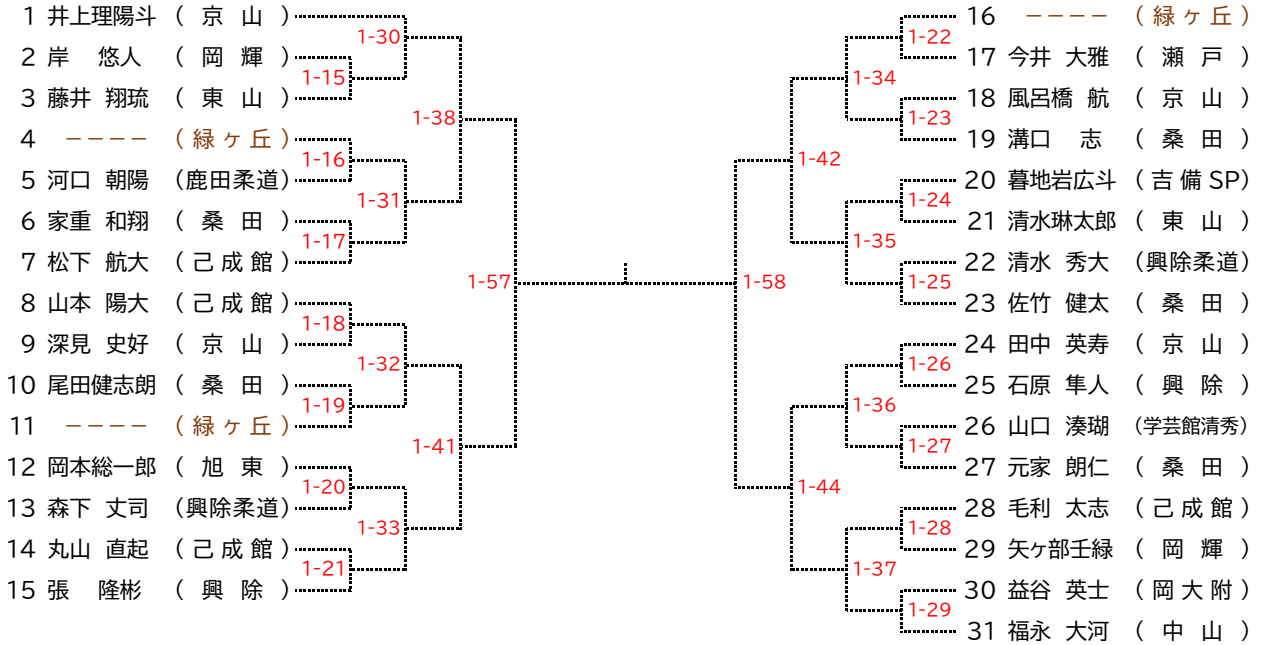 1 井上理陽斗 （ 京 山 ）
2 岸 悠人 （ 岡 輝 ）
3 藤井 翔琉 （ 東 山 ）
4 －－－－ （ 緑 ヶ 丘 ）
5 河口 朝陽 （鹿田柔道）
6 家重 和翔 （ 桑 田 ）
7 松下 航大 （ 己 成 館 ）
8 山本 陽大 （ 己 成 館 ）
9 深見 史好 （ 京 山 ）
10 尾田健志朗 （ 桑 田 ）
11 －－－－ （ 緑 ヶ 丘 ）
12 岡本総一郎 （ 旭 東 ）
13 森下 丈司 （興除柔道）
14 丸山 直起 （ 己 成 館 ）
15 張 隆彬 （ 興 除 ）
1-15
1-16
1-17
1-18
1-19
1-20
1-21
1-30
1-31
1-32
1-33
1-38
1-41
1-57
1-58
1-42
1-44
1-34
1-35
1-36
1-37
1-22
1-23
1-24
1-25
1-26
1-27
1-28
1-29
16 －－－－ （ 緑 ヶ 丘 ）
17 今井 大雅 （ 瀬 戸 ）
18 風呂橋 航 （ 京 山 ）
19 溝口 志 （ 桑 田 ）
20 暮地岩広斗 （ 吉 備 SP）
21 清水琳太郎 （ 東 山 ）
22 清水 秀大 （興除柔道）
23 佐竹 健太 （ 桑 田 ）
24 田中 英寿 （ 京 山 ）
25 石原 隼人 （ 興 除 ）
26 山口 湊瑚 （学芸館清秀）
27 元家 朗仁 （ 桑 田 ）
28 毛利 太志 （ 己 成 館 ）
29 矢ヶ部壬緑 （ 岡 輝 ）
30 益谷 英士 （ 岡 大 附 ）
31 福永 大河 （ 中 山 ）